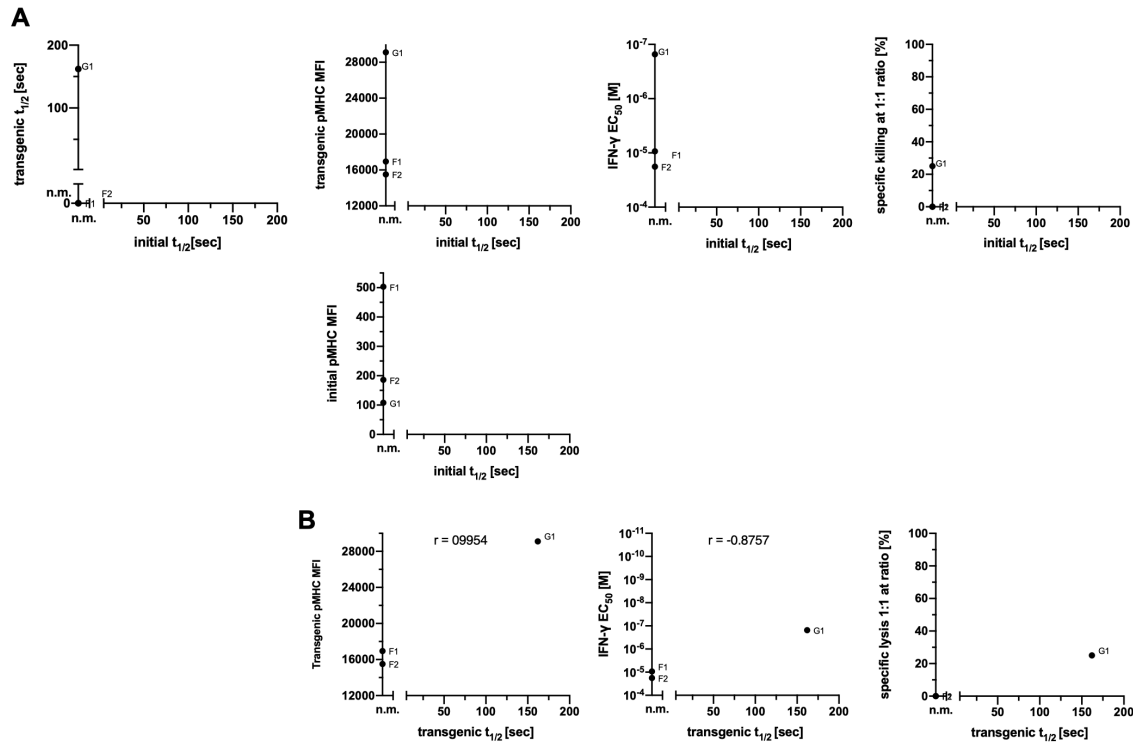 A
transgenic t1/2 [sec]
200
100
n.m.
G1
F1
F2
n.m.
50
100
150
200
initial t1/2[sec]
transgenic pMHC MFI
28000
24000
20000
16000
12000
G1
F1
F2
n.m.
50
100
150
200
initial t1/2 [sec]
IFN-γ EC50 [M]
10-7
10-6
10-5
10-4
G1
F1
F2
n.m.
50
100
150
200
initial t1/2 [sec]
specific killing at 1:1 ratio [%]
100
80
60
40
20
0
G1
F2
n.m.
50
100
150
200
initial t1/2 [sec]
initial pMHC MFI
500
400
300
200
100
0
F1
F2
G1
n.m.
50
100
150
200
initial t1/2 [sec]
B
Transgenic pMHC MFI
28000
24000
20000
16000
12000
r = 09954
G1
F1
F2
n.m.
50
100
150
200
transgenic t1/2 [sec]
IFN-γ EC50 [M]
10-11
10-10
10-9
10-8
10-7
10-6
10-5
10-4
r = -0.8757
G1
F1
F2
n.m.
50
100
150
200
transgenic t1/2 [sec]
specific lysis 1:1 at ratio [%]
100
80
60
40
20
0
G1
F2
n.m.
50
100
150
200
transgenic t1/2 [sec]